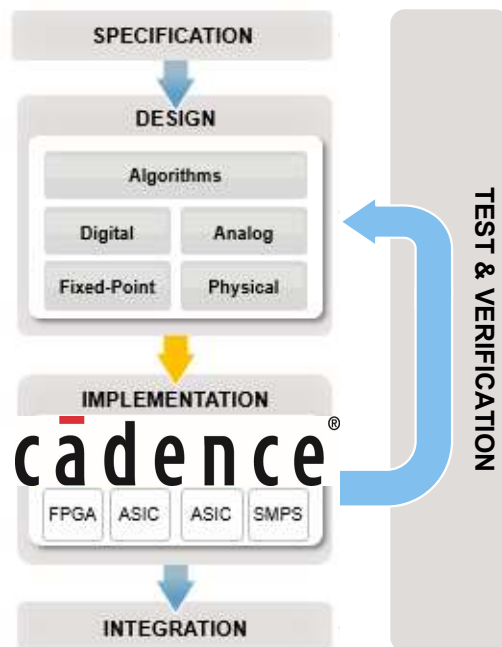 SPECIFICATION
DESIGN
Algorithms
Digital Analog
Fixed-Point Physical
IMPLEMENTATION
cādence®
FPGA ASIC ASIC SMPS
INTEGRATION
TEST & VERIFICATION